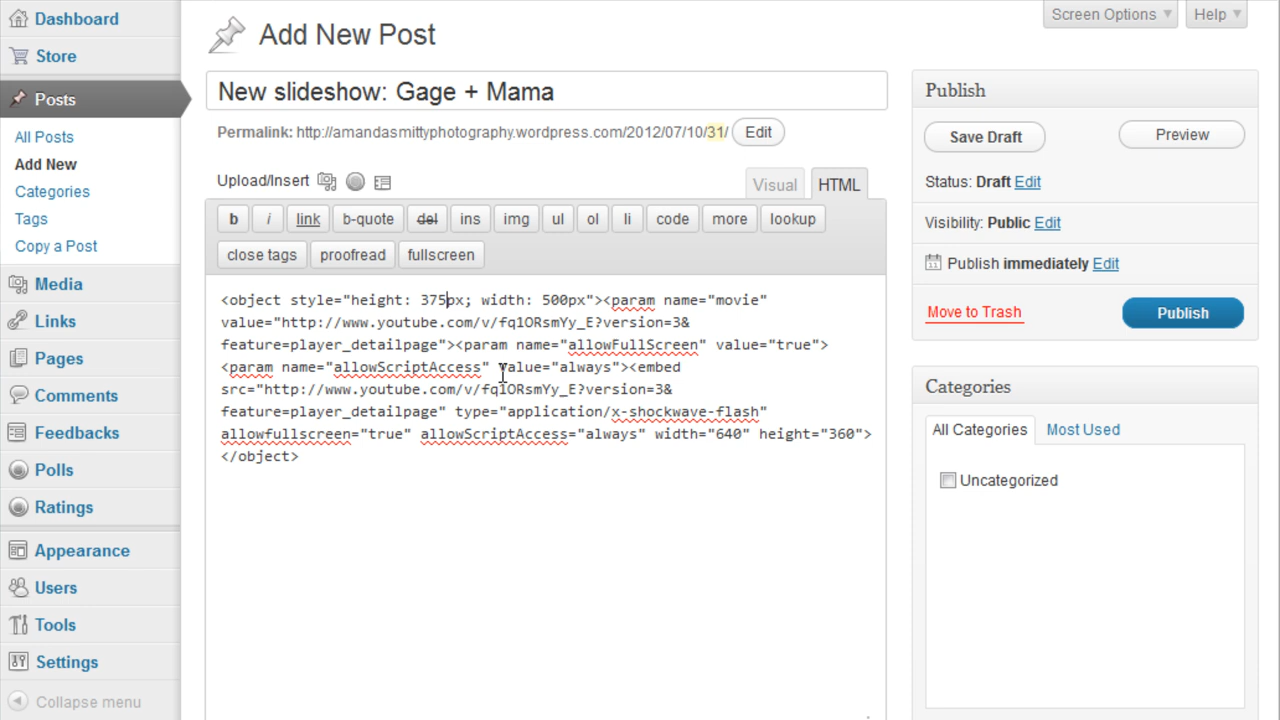 Dashboard
Store
Posts
All Posts
Add New
Categories
Tags
Copy a Post
Media
Links
Pages
Comments
Feedbacks
Polls
Ratings
Appearance
Users
Tools
Settings
Collapse menu
Screen Options
Help
Add New Post
New slideshow: Gage + Mama
Permalink: http://amandasmittyphotography.wordpress.com/2012/07/10/31/ Edit
Upload/Insert
Visual
HTML
b i link b-quote del ins img ul ol li code more lookup
close tags proofread fullscreen
<object style="height: 375px; width: 500px"><param name="movie"
value="http://www.youtube.com/v/fq1ORsmYy_E?version=3&
feature=player_detailpage"><param name="allowFullScreen" value="true">
<param name="allowScriptAccess" value="always"><embed
src="http://www.youtube.com/v/fq1ORsmYy_E?version=3&
feature=player_detailpage" type="application/x-shockwave-flash"
allowfullscreen="true" allowScriptAccess="always" width="640" height="360">
</object>
Publish
Save Draft
Preview
Status: Draft Edit
Visibility: Public Edit
Publish immediately Edit
Move to Trash
Publish
Categories
All Categories
Most Used
Uncategorized